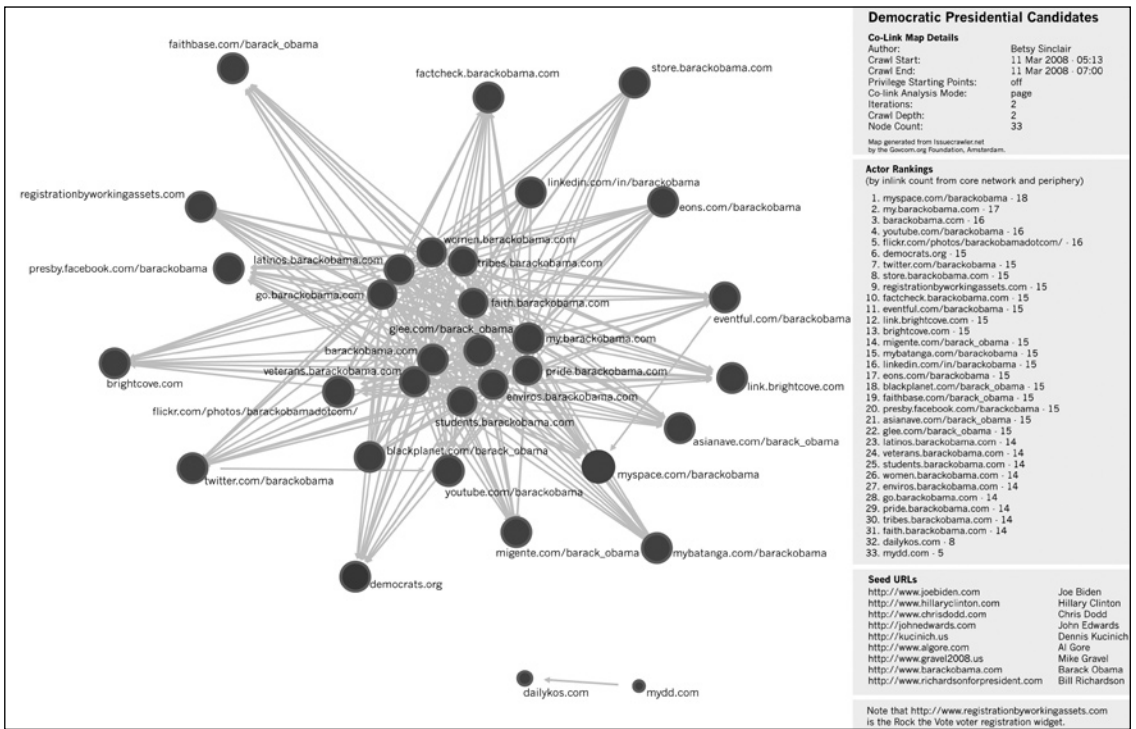 faithbase.com/barack_obama
factcheck.barackobama.com
store.barackobama.com
linkedin.com/in/barackobama
registrationbyworkingassets.com
eons.com/barackobama
women.barackobama.com
latinos.barackobama.com
tribes.barackobama.com
presby.facebook.com/barackobama
go.barackobama.com
faith.barackobama.com
eventful.com/barackobama
glee.com/barack_obama
my.barackobama.com
barackobama.com
brightcove.com
veterans.barackobama.com
pride.barackobama.com
link.brightcove.com
enviros.barackobama.com
flickr.com/photos/barackobamadotcom/
students.barackobama.com
asianave.com/barack_obama
blackplanet.com/barack_obama
twitter.com/barackobama
myspace.com/barackobama
youtube.com/barackobama
migente.com/barack_obama
mybatanga.com/barackobama
democrats.org
dailykos.com
mydd.com
Democratic Presidential Candidates
Co-Link Map Details
Author: Betsy Sinclair
Crawl Start: 11 Mar 2008 - 05:13
Crawl End: 11 Mar 2008 - 07:00
Privilege Starting Points: off
Co-link Analysis Mode: page
Iterations: 2
Crawl Depth: 2
Node Count: 33
Map generated from Issuecrawler.net
by the Govcom.org Foundation, Amsterdam.
Actor Rankings
(by inlink count from core network and periphery)
1. myspace.com/barackobama - 18
2. my.barackobama.com - 17
3. barackobama.com - 16
4. youtube.com/barackobama - 16
5. flickr.com/photos/barackobamadotcom/ - 16
6. democrats.org - 15
7. twitter.com/barackobama - 15
8. store.barackobama.com - 15
9. registrationbyworkingassets.com - 15
10. factcheck.barackobama.com - 15
11. eventful.com/barackobama - 15
12. link.brightcove.com - 15
13. brightcove.com - 15
14. migente.com/barack_obama - 15
15. mybatanga.com/barackobama - 15
16. linkedin.com/in/barackobama - 15
17. eons.com/barackobama - 15
18. blackplanet.com/barack_obama - 15
19. faithbase.com/barack_obama - 15
20. presby.facebook.com/barackobama - 15
21. asianave.com/barack_obama - 15
22. glee.com/barack_obama - 15
23. latinos.barackobama.com - 14
24. veterans.barackobama.com - 14
25. students.barackobama.com - 14
26. women.barackobama.com - 14
27. enviros.barackobama.com - 14
28. go.barackobama.com - 14
29. pride.barackobama.com - 14
30. tribes.barackobama.com - 14
31. faith.barackobama.com - 14
32. dailykos.com - 8
33. mydd.com - 5
Seed URLs
http://www.joebiden.com Joe Biden
http://www.hillaryclinton.com Hillary Clinton
http://www.chrisdodd.com Chris Dodd
http://johnedwards.com John Edwards
http://kucinich.us Dennis Kucinich
http://www.algore.com Al Gore
http://www.gravel2008.us Mike Gravel
http://www.barackobama.com Barack Obama
http://www.richardsonforpresident.com Bill Richardson
Note that http://www.registrationbyworkingassets.com
is the Rock the Vote voter registration widget.